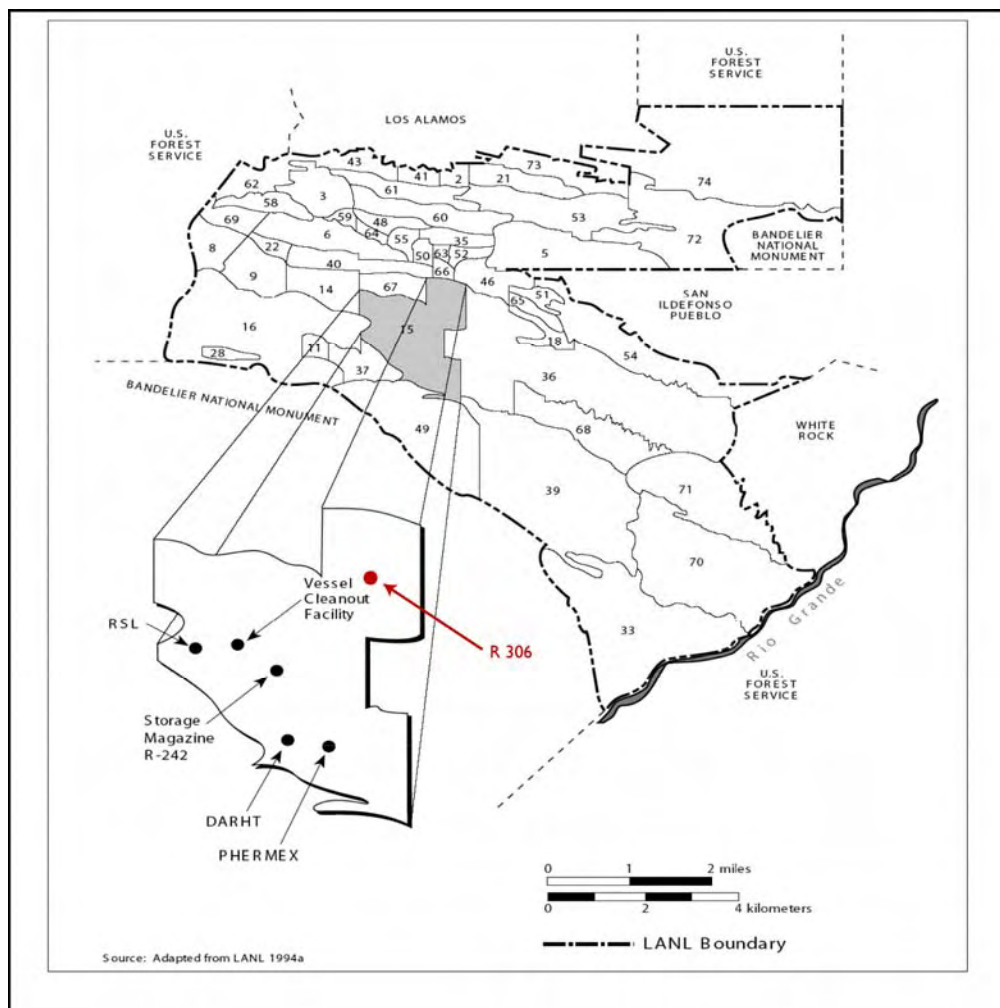 U.S.
FOREST
SERVICE
LOS ALAMOS
U.S.
FOREST
SERVICE
43
41
2
73
21
74
62
3
61
58
59
48
60
53
69
6
64
55
35
72
BANDELIER
NATIONAL
MONUMENT
8
22
50
63
52
5
40
66
9
14
67
46
51
65
SAN
ILDEFONSO
PUEBLO
16
15
18
28
11
54
37
36
BANDELIER NATIONAL MONUMENT
49
68
WHITE
ROCK
39
71
70
Vessel
Cleanout
Facility
RSL
R 306
33
Rio Grande
U.S.
FOREST
SERVICE
Storage
Magazine
R-242
DARHT
PHERMEX
0 1 2 miles
0 2 4 kilometers
LANL Boundary
Source: Adapted from LANL 1994a